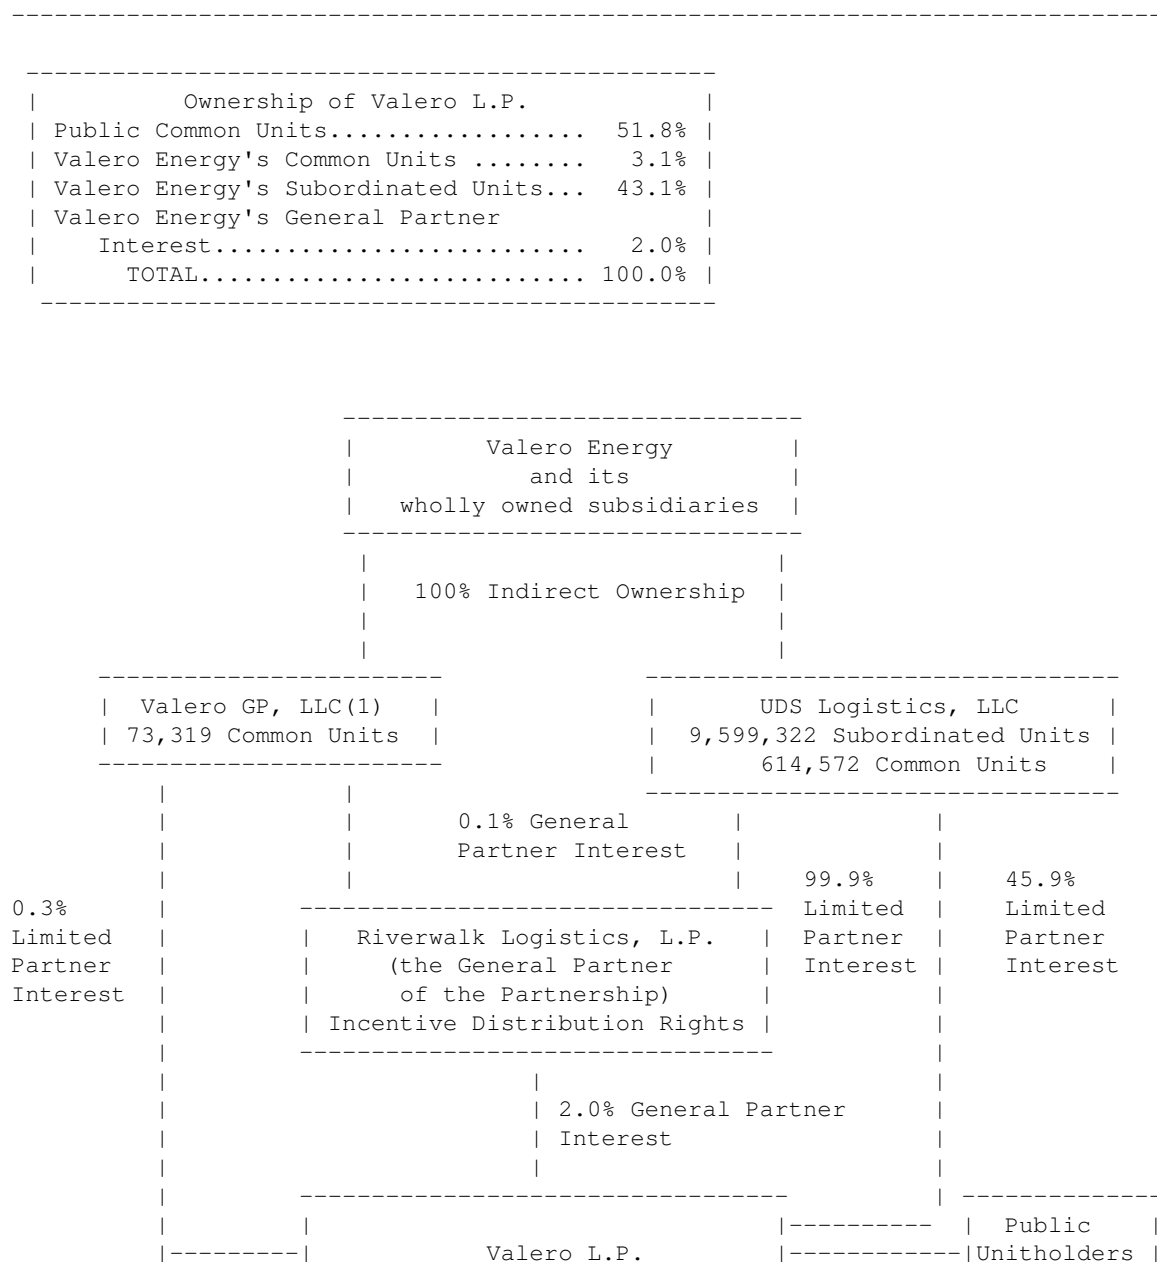 Ownership of Valero L.P.
Public Common Units.................. 51.8%
Valero Energy's Common Units ........ 3.1%
Valero Energy's Subordinated Units... 43.1%
Valero Energy's General Partner
Interest.......................... 2.0%
TOTAL........................... 100.0%
Valero Energy
and its
wholly owned subsidiaries
100% Indirect Ownership
Valero GP, LLC(1)
73,319 Common Units
UDS Logistics, LLC
9,599,322 Subordinated Units
614,572 Common Units
0.1% General
Partner Interest
0.3%
Limited
Partner
Interest
Riverwalk Logistics, L.P.
(the General Partner
of the Partnership)
Incentive Distribution Rights
99.9%
Limited
Partner
Interest
45.9%
Limited
Partner
Interest
2.0% General Partner
Interest
Valero L.P.
Public
Unitholders